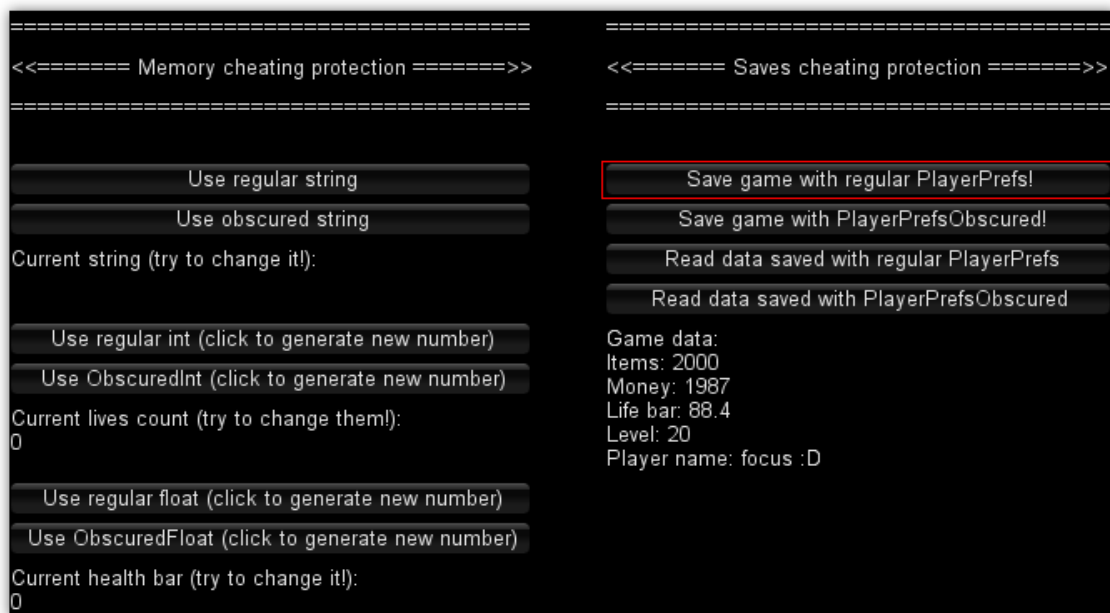 =======================================
<<======= Memory cheating protection =======>>
=======================================
Use regular string
Use obscured string
Current string (try to change it!):
Use regular int (click to generate new number)
Use ObscuredInt (click to generate new number)
Current lives count (try to change them!):
0
Use regular float (click to generate new number)
Use ObscuredFloat (click to generate new number)
Current health bar (try to change it!):
0
======================================
<<======= Saves cheating protection =======>>
======================================
Save game with regular PlayerPrefs!
Save game with PlayerPrefsObscured!
Read data saved with regular PlayerPrefs
Read data saved with PlayerPrefsObscured
Game data:
Items: 2000
Money: 1987
Life bar: 88.4
Level: 20
Player name: focus :D